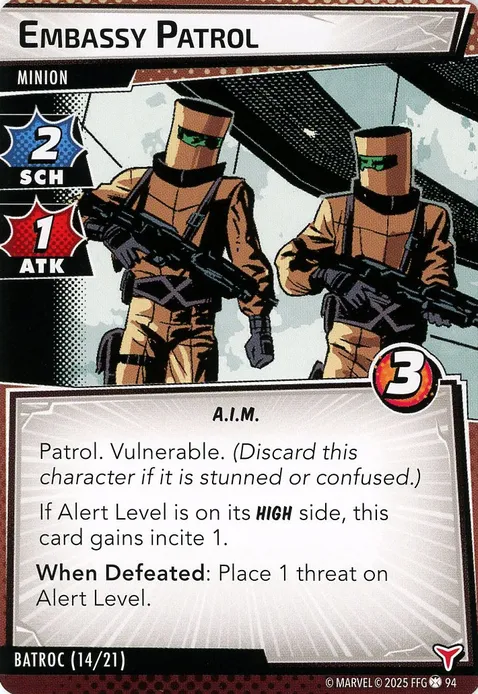 EMBASSY PATROL
MINION
2
SCH
1
ATK
3
A.I.M.
Patrol. Vulnerable. (Discard this
character if it is stunned or confused.)
If Alert Level is on its HIGH side, this
card gains incite 1.
When Defeated: Place 1 threat on
Alert Level.
BATROC (14/21)
© MARVEL © 2025 FFG 94